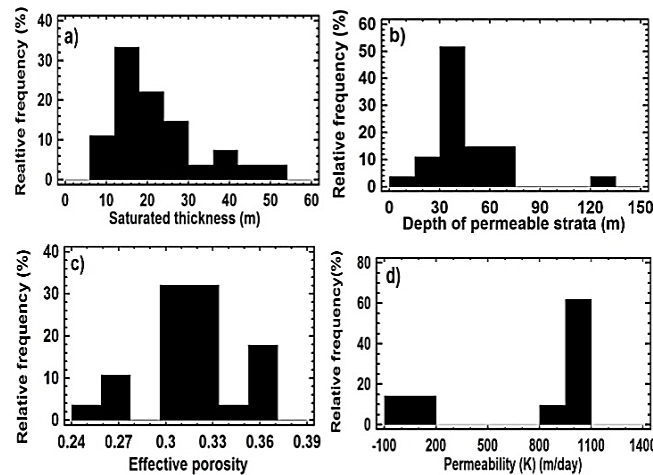 a)
Realtive frequency (%)
40
30
20
10
0
0 10 20 30 40 50 60
Saturated thickness (m)
b)
Relative frequency (%)
60
50
40
30
20
10
0
0 30 60 90 120 150
Depth of permeable strata (m)
c)
Relative frequency (%)
40
30
20
10
0
0.24 0.27 0.3 0.33 0.36 0.39
Effective porosity
d)
Relative frequency(%)
80
60
40
20
0
-100 200 500 800 1100 1400
Permeability (K) (m/day)